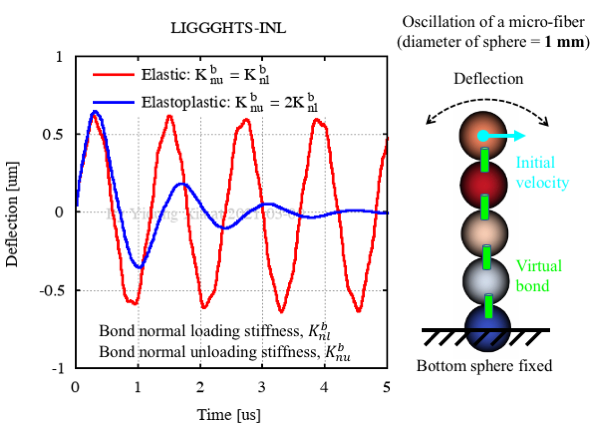 LIGGGHTS-INL
Oscillation of a micro-fiber
(diameter of sphere = 1 mm)
Elastic: K^b_nu = K^b_nl
Elastoplastic: K^b_nu = 2K^b_nl
Deflection
Initial
velocity
Virtual
bond
Bottom sphere fixed
Bond normal loading stiffness, K^b_nl
Bond normal unloading stiffness, K^b_nu
Deflection [um]
1
0.5
0
-0.5
-1
0 1 2 3 4 5
Time [us]